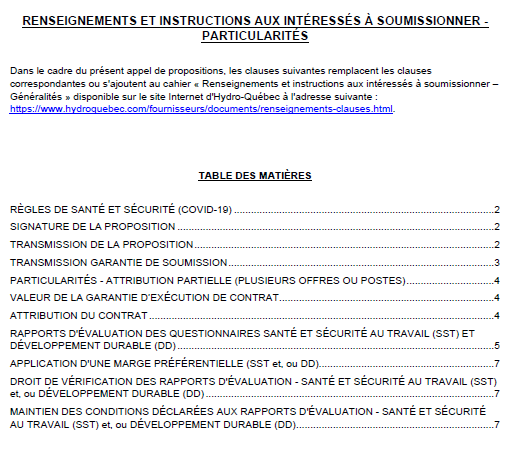 RENSEIGNEMENTS ET INSTRUCTIONS AUX INTÉRESSÉS À SOUMISSIONNER -
PARTICULARITÉS
Dans le cadre du présent appel de propositions, les clauses suivantes remplacent les clauses
correspondantes ou s'ajoutent au cahier « Renseignements et instructions aux intéressés à soumissionner –
Généralités » disponible sur le site Internet d'Hydro-Québec à l'adresse suivante :
https://www.hydroquebec.com/fournisseurs/documents/renseignements-clauses.html.
TABLE DES MATIÈRES
RÈGLES DE SANTÉ ET SÉCURITÉ (COVID-19) ........ 2
SIGNATURE DE LA PROPOSITION ........ 2
TRANSMISSION DE LA PROPOSITION ........ 2
TRANSMISSION GARANTIE DE SOUMISSION ........ 3
PARTICULARITÉS - ATTRIBUTION PARTIELLE (PLUSIEURS OFFRES OU POSTES) ........ 4
VALEUR DE LA GARANTIE D'EXÉCUTION DE CONTRAT ........ 4
ATTRIBUTION DU CONTRAT ........ 4
RAPPORTS D'ÉVALUATION DES QUESTIONNAIRES SANTÉ ET SÉCURITÉ AU TRAVAIL (SST) ET
DÉVELOPPEMENT DURABLE (DD) ........ 5
APPLICATION D'UNE MARGE PRÉFÉRENTIELLE (SST et, ou DD) ........ 7
DROIT DE VÉRIFICATION DES RAPPORTS D'ÉVALUATION - SANTÉ ET SÉCURITÉ AU TRAVAIL (SST)
et, ou DÉVELOPPEMENT DURABLE (DD) ........ 7
MAINTIEN DES CONDITIONS DÉCLARÉES AUX RAPPORTS D'ÉVALUATION - SANTÉ ET SÉCURITÉ
AU TRAVAIL (SST) et, ou DÉVELOPPEMENT DURABLE (DD) ........ 7